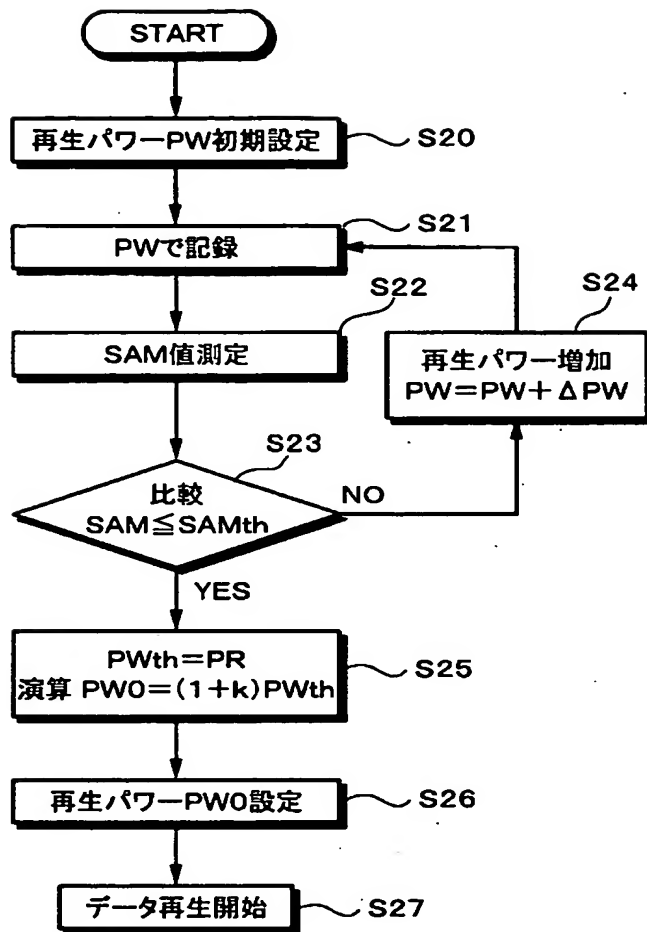 START
再生パワーPW初期設定
S20
PWで記録
S21
SAM値測定
S22
再生パワー増加
PW=PW+ΔPW
S24
比較
SAM≦SAMth
S23
NO
YES
PWth=PR
演算 PW0=(1+k)PWth
S25
再生パワーPW0設定
S26
データ再生開始
S27